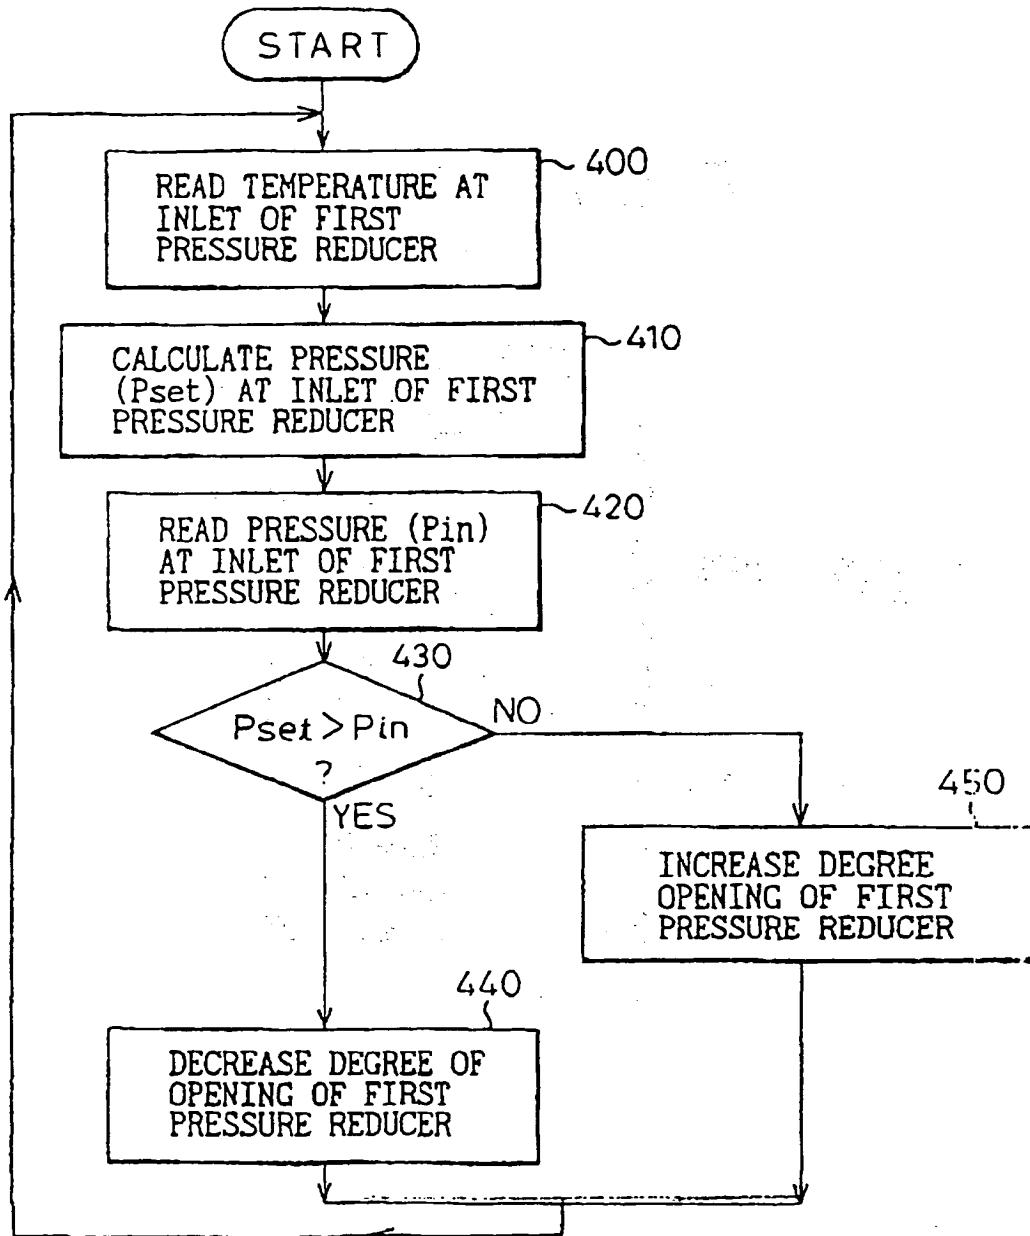 START
400
READ TEMPERATURE AT
INLET OF FIRST
PRESSURE REDUCER
410
CALCULATE PRESSURE
(Pset) AT INLET OF FIRST
PRESSURE REDUCER
420
READ PRESSURE (Pin)
AT INLET OF FIRST
PRESSURE REDUCER
430
Pset > Pin
?
NO
YES
450
INCREASE DEGREE
OPENING OF FIRST
PRESSURE REDUCER
440
DECREASE DEGREE OF
OPENING OF FIRST
PRESSURE REDUCER